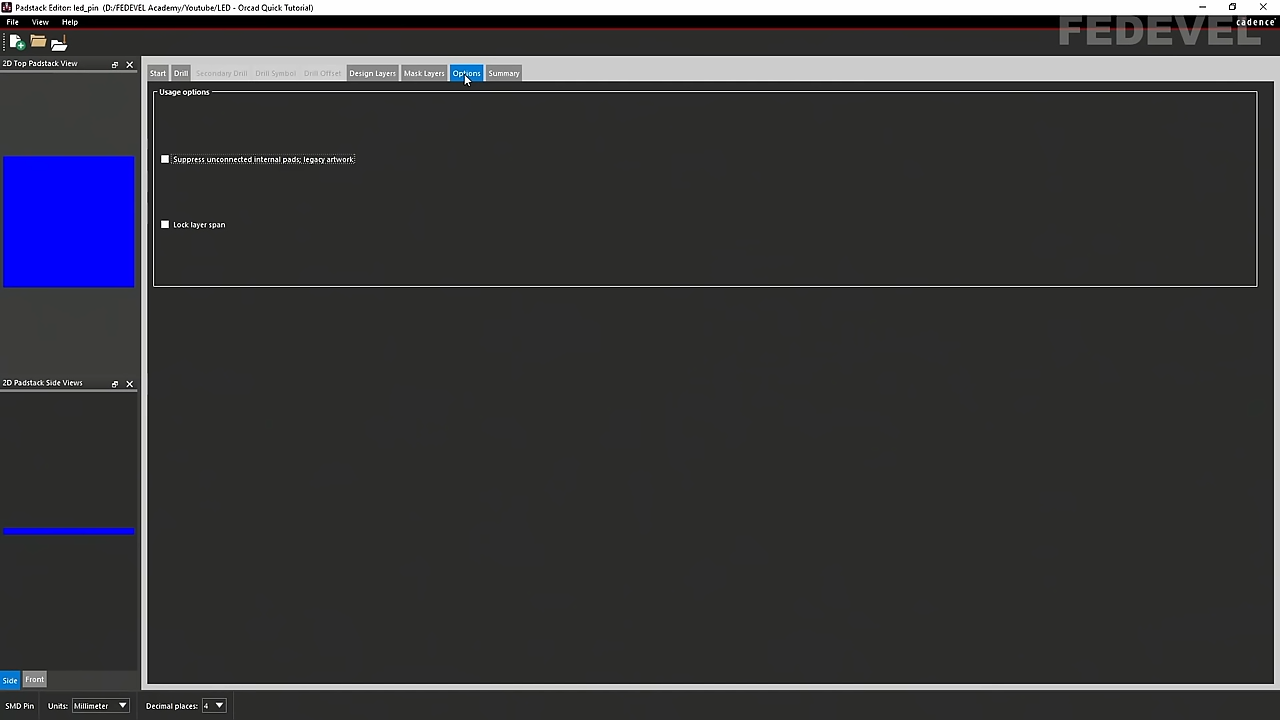 Padstack Editor: led_pin (D:/FEDEVEL Academy/Youtube/LED - Orcad Quick Tutorial)
File View Help
cadence
FEDEVEL
2D Top Padstack View
Start Drill Secondary Drill Drill Symbol Drill Offset Design Layers Mask Layers Options Summary
Usage options
Suppress unconnected internal pads; legacy artwork
Lock layer span
2D Padstack Side Views
Side Front
SMD Pin Units: Millimeter Decimal places: 4